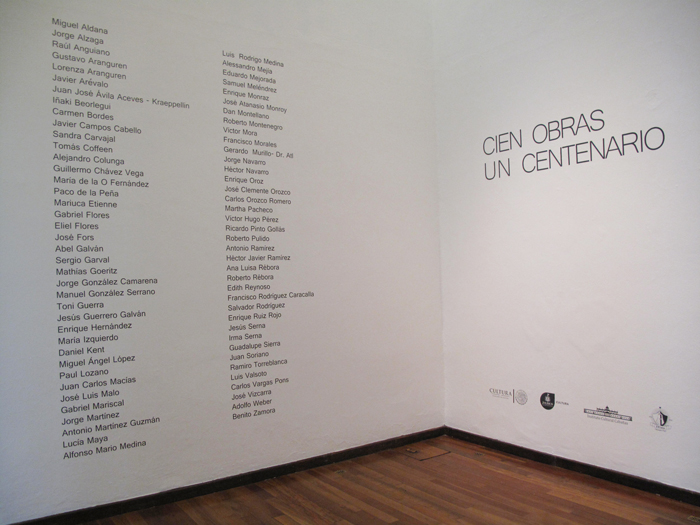 Miguel Aldana
Jorge Alzaga
Raúl Anguiano
Gustavo Aranguren
Lorenza Aranguren
Javier Arévalo
Juan José Ávila Aceves - Kraeppellin
Iñaki Beorlegui
Carmen Bordes
Javier Campos Cabello
Sandra Carvajal
Tomás Coffeen
Alejandro Colunga
Guillermo Chávez Vega
Maria de la O Fernández
Paco de la Peña
Mariuca Etienne
Gabriel Flores
Eliel Flores
José Fors
Abel Galván
Sergio Garval
Mathias Goeritz
Jorge González Camarena
Manuel González Serrano
Toni Guerra
Jesús Guerrero Galván
Enrique Hernández
María Izquierdo
Daniel Kent
Miguel Ángel López
Paul Lozano
Juan Carlos Macías
José Luis Malo
Gabriel Mariscal
Jorge Martínez
Antonio Martínez Guzmán
Lucía Maya
Alfonso Mario Medina
Luis Rodrigo Medina
Alessandro Mejía
Eduardo Mejorada
Samuel Meléndrez
Enrique Monraz
José Atanasio Monroy
Dan Montellano
Roberto Montenegro
Víctor Mora
Francisco Morales
Gerardo Murillo- Dr. Atl
Jorge Navarro
Héctor Navarro
Enrique Oroz
José Clemente Orozco
Carlos Orozco Romero
Martha Pacheco
Víctor Hugo Pérez
Ricardo Pinto Gollás
Roberto Pulido
Antonio Ramírez
Héctor Javier Ramírez
Ana Luisa Rébora
Roberto Rébora
Edith Reynoso
Francisco Rodríguez Caracalla
Salvador Rodríguez
Enrique Ruiz Rojo
Jesús Serna
Irma Serna
Guadalupe Sierra
Juan Soriano
Ramiro Torreblanca
Luis Valsoto
Carlos Vargas Pons
José Vizcarra
Adolfo Weber
Benito Zamora
CIEN OBRAS
UN CENTENARIO
CULTURA